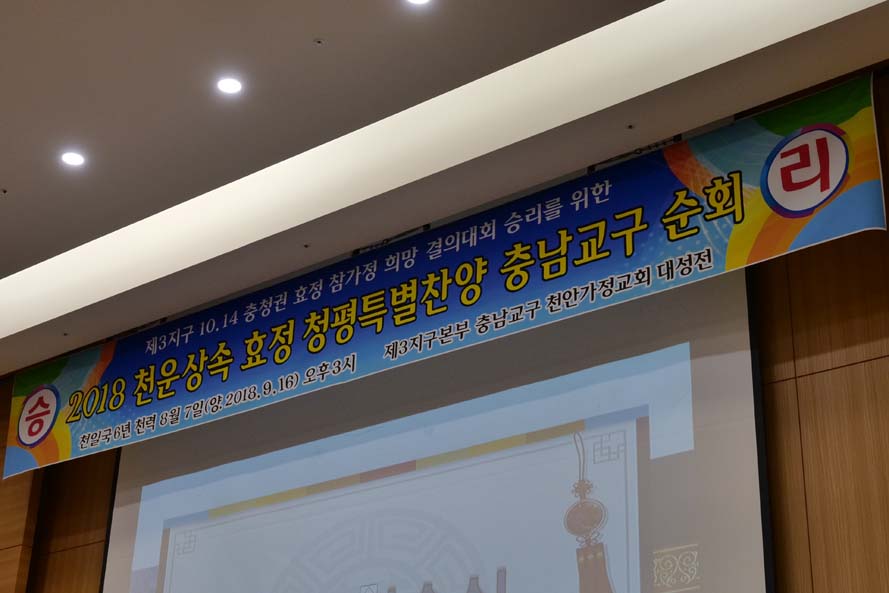 제3지구 10.14 충청권 효정 참가정 희망 결의대회 승리를 위한
2018 천운상속 효정 청평특별찬양 충남교구 순회
천일국6년 천력 8월 7일(양.2018.9.16) 오후3시 제3지구본부 충남교구 천안가정교회 대성전
승
리